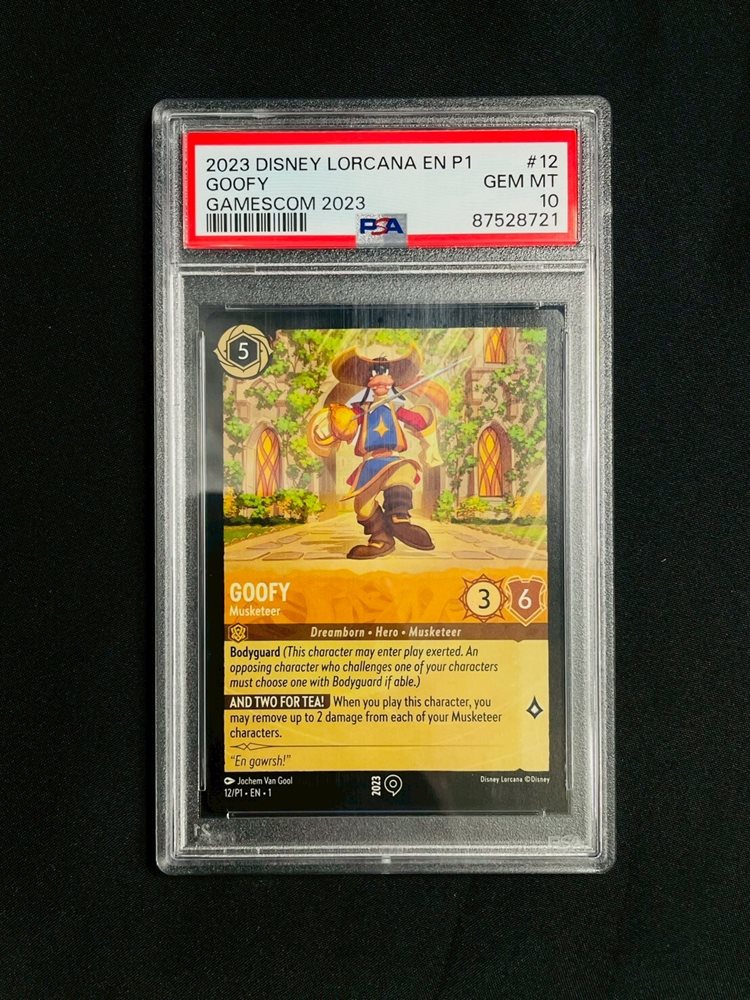 2023 DISNEY LORCANA EN P1 #12
GOOFY GEM MT
GAMESCOM 2023 10
PSA 87528721
5
GOOFY
Musketeer
3 6
Dreamborn • Hero • Musketeer
Bodyguard (This character may enter play exerted. An
opposing character who challenges one of your characters
must choose one with Bodyguard if able.)
AND TWO FOR TEA! When you play this character, you
may remove up to 2 damage from each of your Musketeer
characters.
“En gawrsh!”
Jochem Van Gool
12/P1 • EN • 1
2023
Disney Lorcana ©Disney